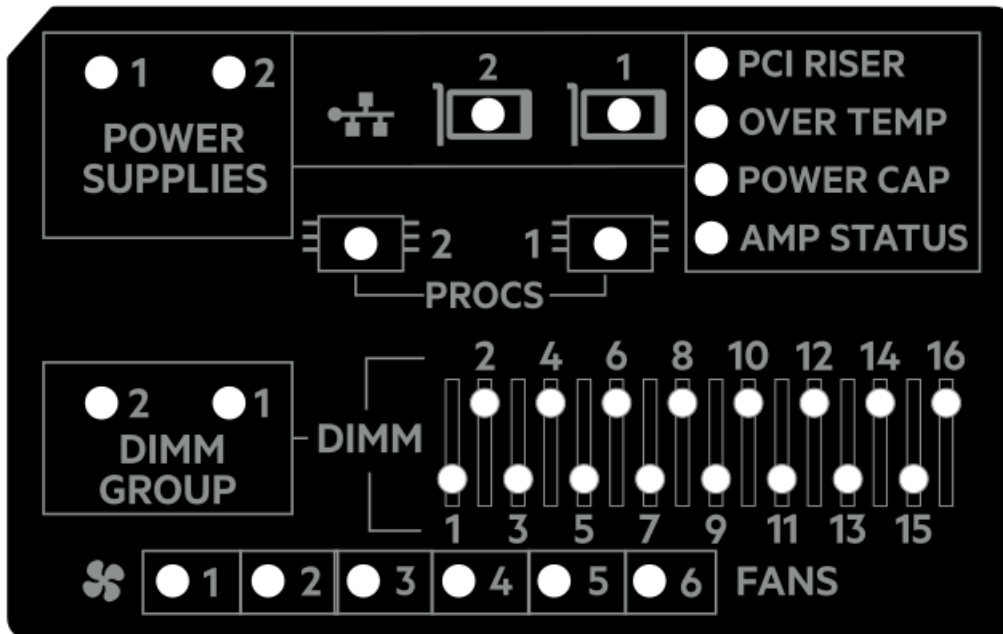 1 2
POWER
SUPPLIES
2 1
PCI RISER
OVER TEMP
POWER CAP
AMP STATUS
2 1
PROCS
2 1
DIMM
GROUP
DIMM
2 4 6 8 10 12 14 16
1 3 5 7 9 11 13 15
1 2 3 4 5 6 FANS